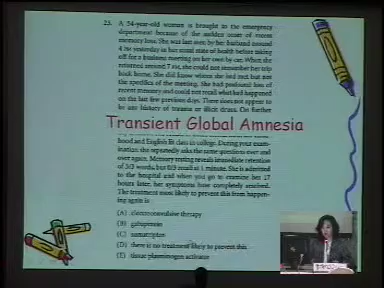 23. A 54-year-old woman is brought to the emergency
department because of the sudden onset of recent
memory loss. She was last seen by her husband around
4 PM yesterday in her usual state of health before taking
off for a business meeting on her own by car. When she
returned around 7 PM, she could not remember her trip
back home. She did know whom she had met but not
the specifics of the meeting. She had profound loss of
recent memory and could not recall what had happened
on the last few previous days. There does not appear to
be any history of trauma or illicit drugs. On further
Transient Global Amnesia
hood and English lit class in college. During your exam-
ination she repeatedly asks the same questions over and
over again. Memory testing reveals immediate retention
of 3/3 words, but 0/3 recall at 1 minute. She is admitted
to the hospital and when you go to examine her 17
hours later, her symptoms have completely resolved.
The treatment most likely to prevent this from happen-
ing again is
(A) electroconvulsive therapy
(B) gabapentin
(C) sumatriptan
(D) there is no treatment likely to prevent this
(E) tissue plasminogen activator